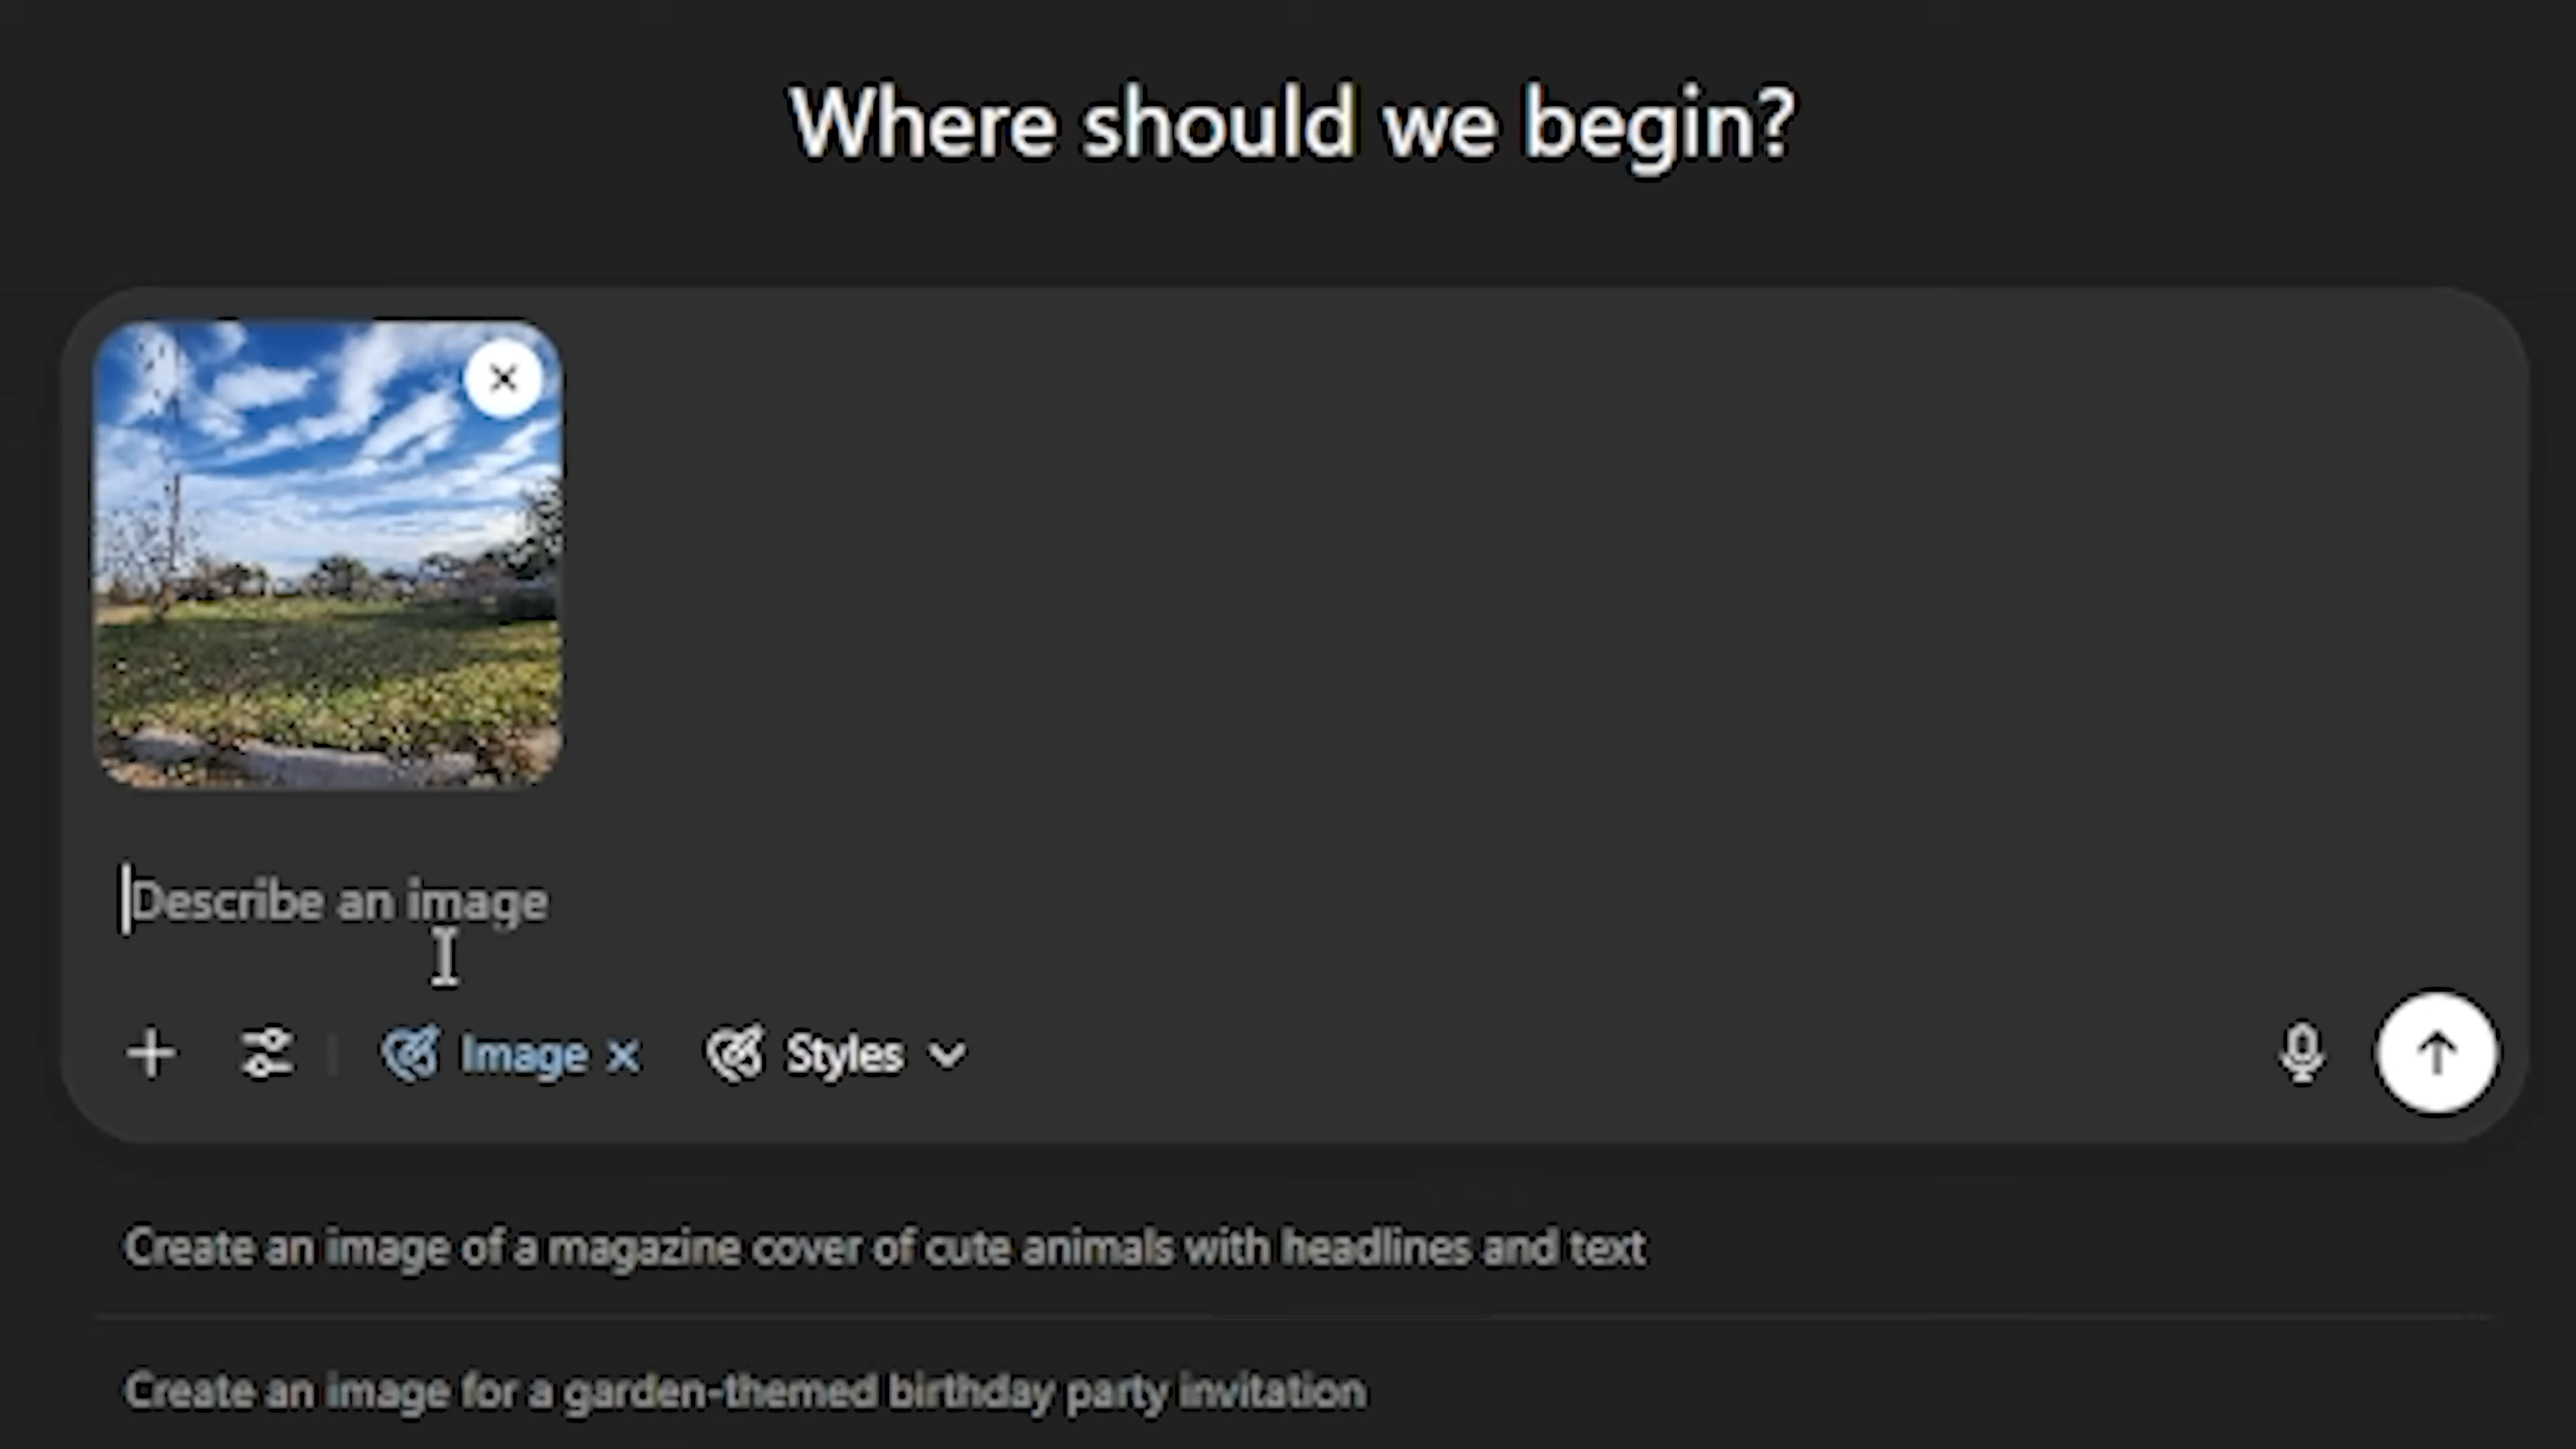 Where should we begin?
Describe an image
Image
Styles
Create an image of a magazine cover of cute animals with headlines and text
Create an image for a garden-themed birthday party invitation